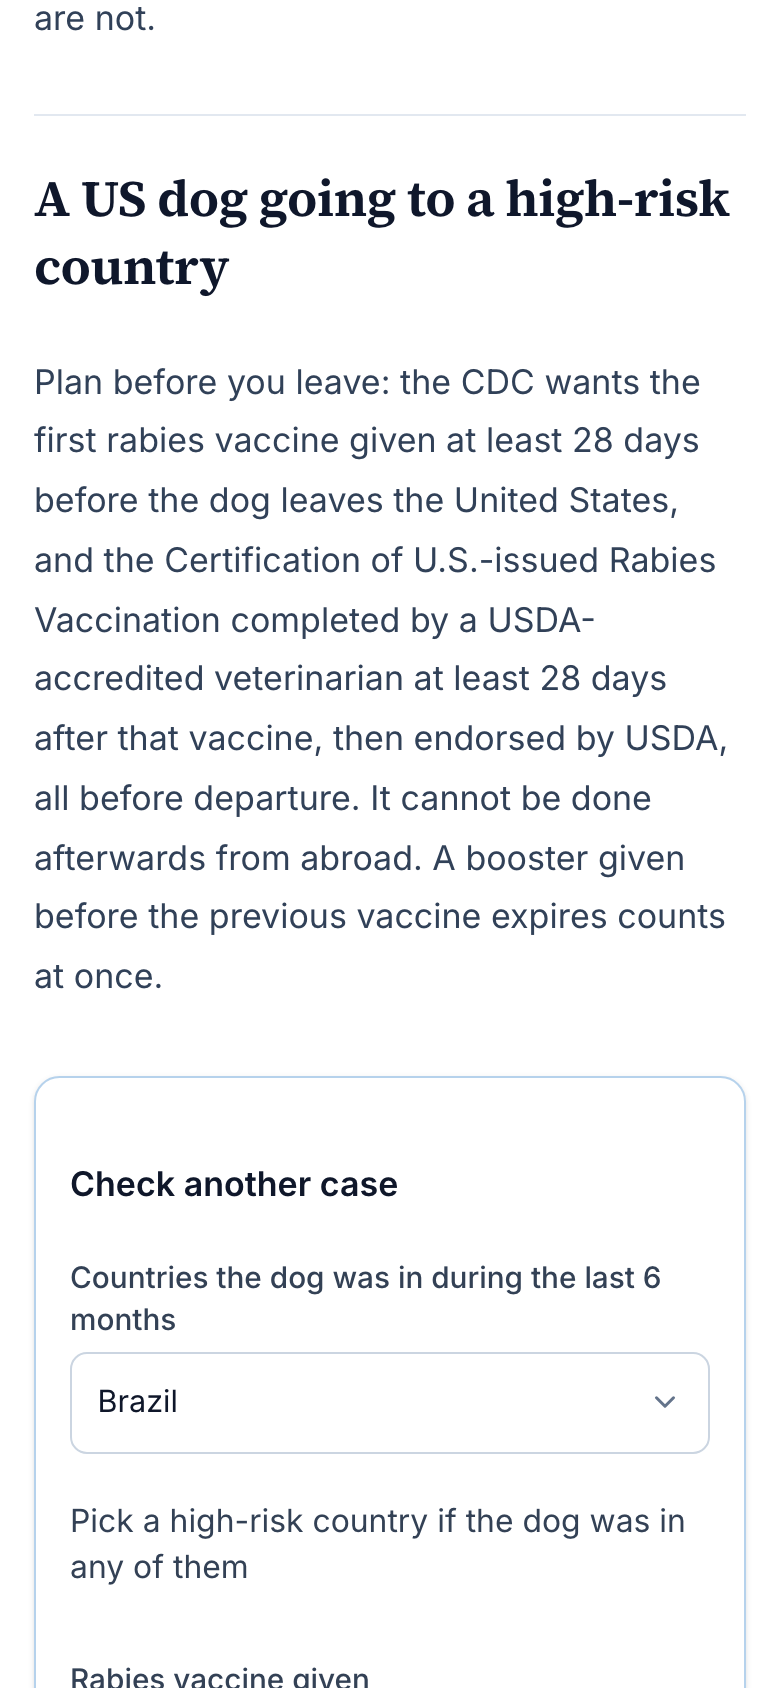 are not.
A US dog going to a high-risk
country
Plan before you leave: the CDC wants the
first rabies vaccine given at least 28 days
before the dog leaves the United States,
and the Certification of U.S.-issued Rabies
Vaccination completed by a USDA-
accredited veterinarian at least 28 days
after that vaccine, then endorsed by USDA,
all before departure. It cannot be done
afterwards from abroad. A booster given
before the previous vaccine expires counts
at once.
Check another case
Countries the dog was in during the last 6
months
Brazil
Pick a high-risk country if the dog was in
any of them
Rabies vaccine given